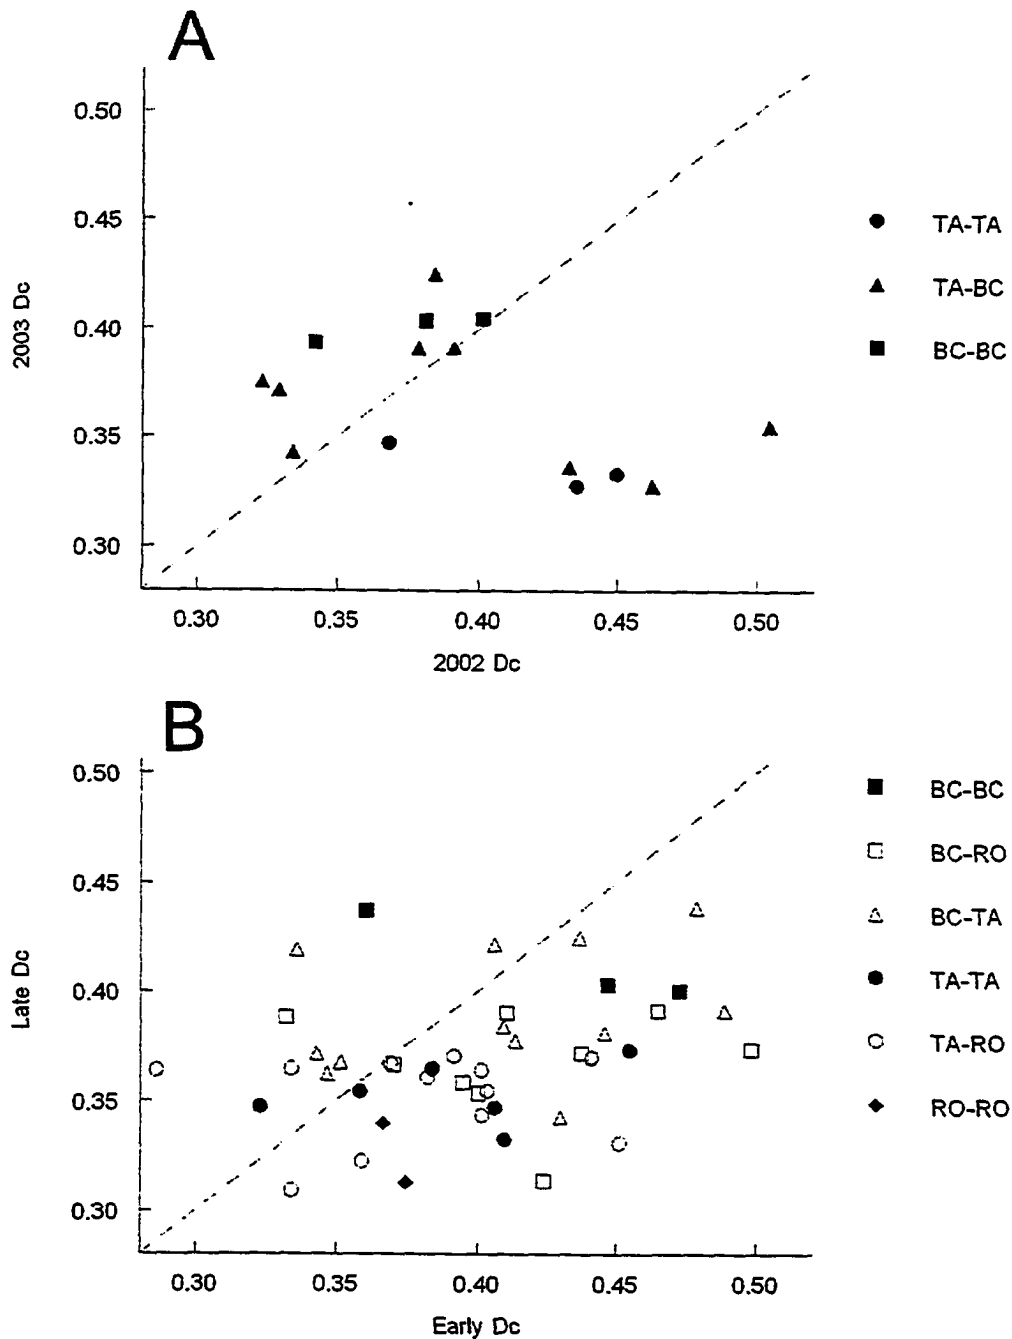 A
0.50
0.45
0.40
0.35
0.30
2003 Dc
0.30 0.35 0.40 0.45 0.50
2002 Dc
TA-TA
TA-BC
BC-BC
B
0.50
0.45
0.40
0.35
0.30
Late Dc
0.30 0.35 0.40 0.45 0.50
Early Dc
BC-BC
BC-RO
BC-TA
TA-TA
TA-RO
RO-RO